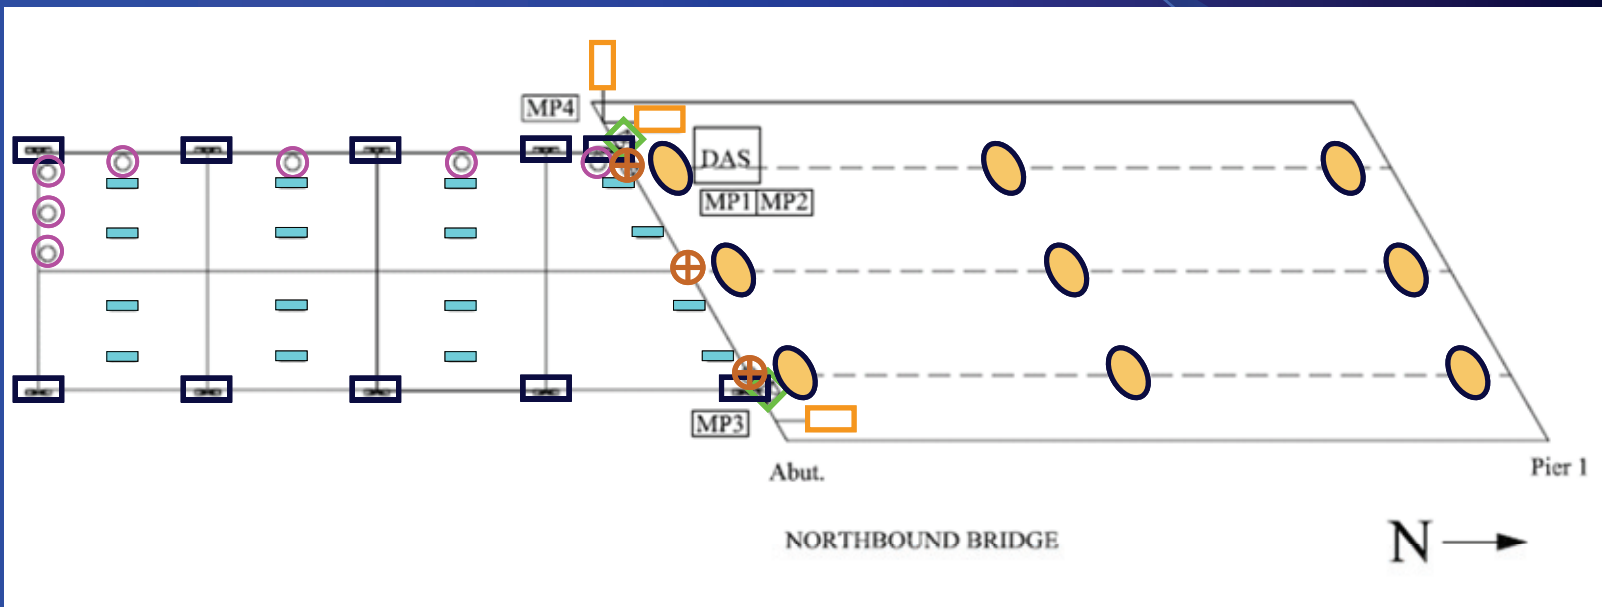 MP4
DAS
MP1 MP2
MP3
Abut.
Pier 1
NORTHBOUND BRIDGE
N